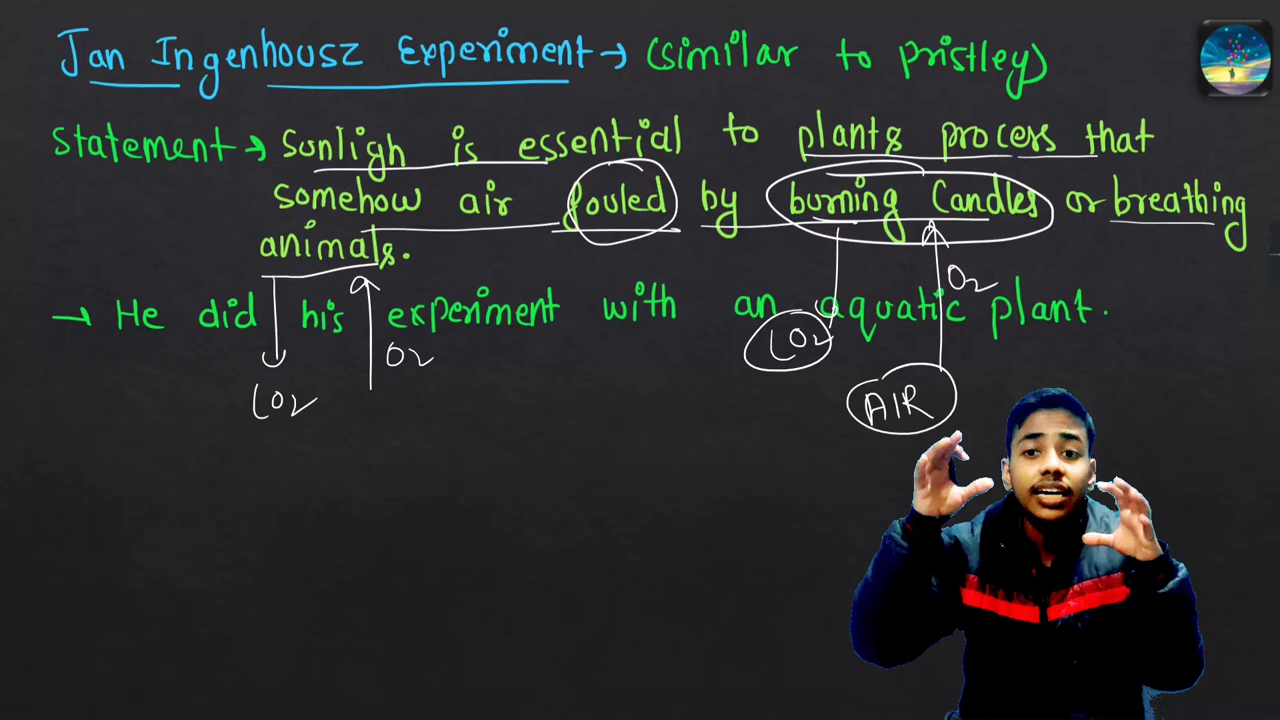 Jan Ingenhousz Experiment → (similar to pristley)
statement → Sunligh is essential to plants process that
somehow air fouled by burning Candles or breathing
animals.
→ He did his experiment with an aquatic plant.
O2
CO2
O2
CO2
AIR